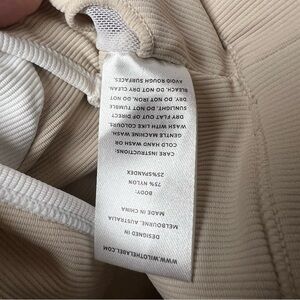 WWW.WILOTHELABEL.COM
DESIGNED IN
MELBOURNE, AUSTRALIA
MADE IN CHINA
BODY:
75% NYLON
25%SPANDEX
CARE INSTRUCTIONS:
COLD HAND WASH OR
GENTLE MACHINE WASH.
WASH WITH LIKE COLOURS.
DRY FLAT OUT OF DIRECT
SUNLIGHT. DO NOT TUMBLE
DRY. DO NOT IRON, DO NOT
BLEACH. DO NOT DRY CLEAN.
AVOID ROUGH SURFACES.